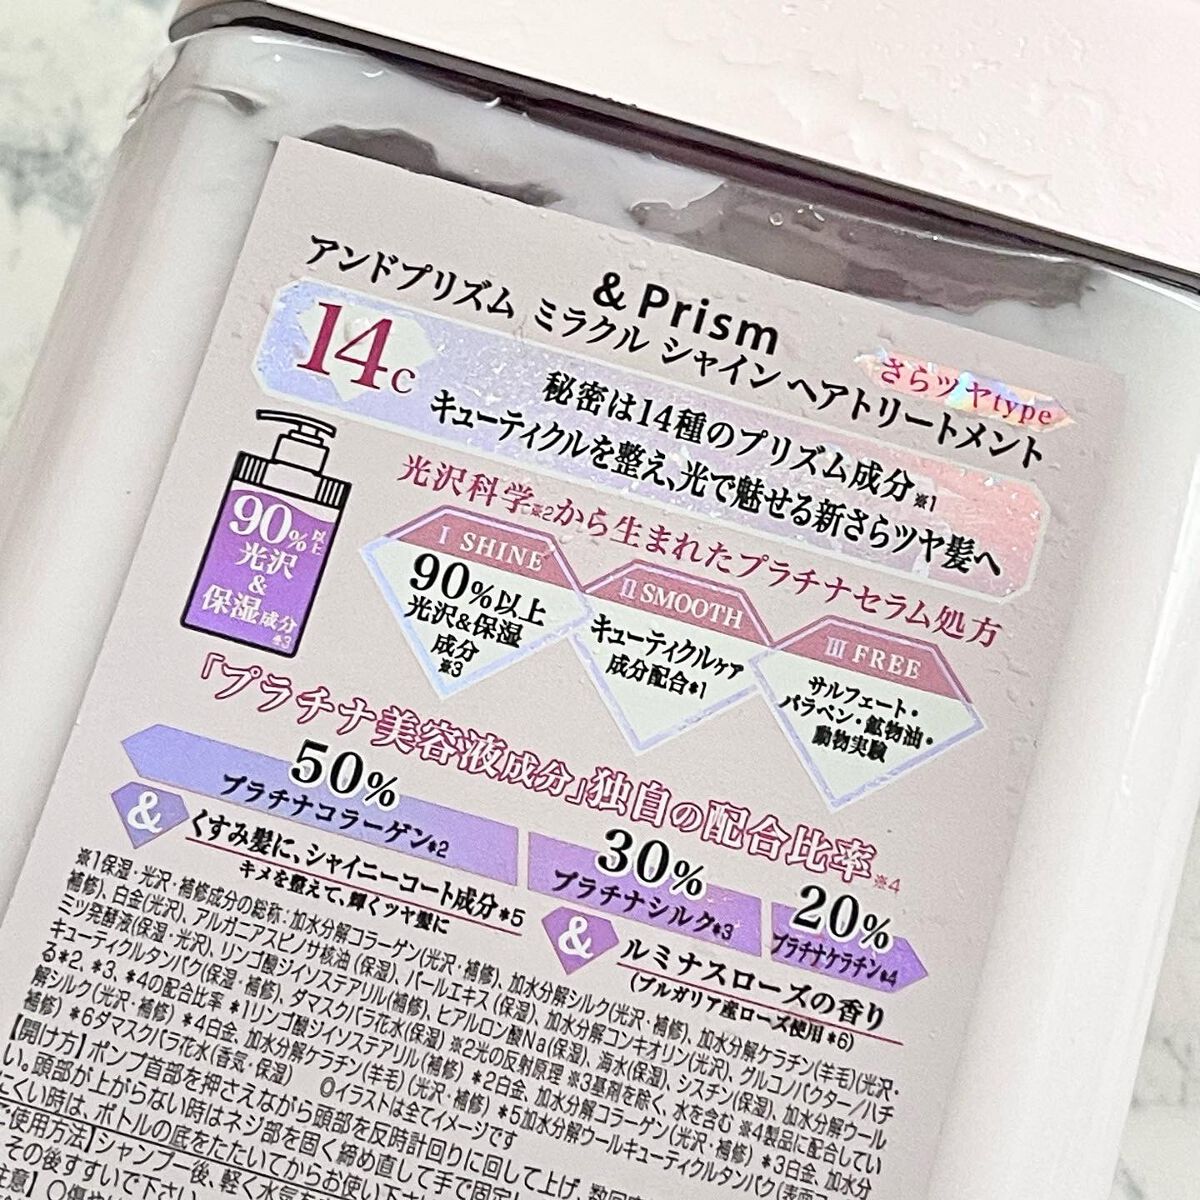 & Prism
アンドプリズム ミラクル シャイン ヘアトリートメント
さらツヤtype
14c
秘密は14種のプリズム成分※1
キューティクルを整え、光で魅せる新さらツヤ髪へ
光沢科学※2から生まれたプラチナセラム処方
90%以上
光沢
&
保湿成分
※3
I SHINE
90%以上
光沢&保湿
成分
※3
II SMOOTH
キューティクルケア
成分配合*1
III FREE
サルフェート・
パラベン・鉱物油・
動物実験
「プラチナ美容液成分」独自の配合比率※4
50%
プラチナコラーゲン*2
30%
プラチナシルク*3
20%
プラチナケラチン*4
&
くすみ髪に、シャイニーコート成分*5
キメを整えて、輝くツヤ髪に
&
ルミナスローズの香り
(ブルガリア産ローズ使用*6)
※1保湿・光沢・補修成分の総称:加水分解コラーゲン(光沢・補修)、加水分解シルク(光沢・補修)、加水分解ケラチン(羊毛)(光沢・
補修)、白金(光沢)、アルガニアスピノサ核油(保湿)、パールエキス(保湿)、加水分解コンキオリン(光沢)、グルコノバクター/ハチ
ミツ発酵液(保湿・光沢)、リンゴ酸ジイソステアリル(補修)、ヒアルロン酸Na(保湿)、海水(保湿)、シスチン(保湿)、加水分解ウール
キューティクルタンパク(保湿・補修)、ダマスクバラ花水(保湿) ※2光の反射原理 ※3基剤を除く、水を含む ※4製品に配合してい
る*2、*3、*4の配合比率 *1リンゴ酸ジイソステアリル(補修) *2白金、加水分解コラーゲン(光沢・補修) *3白金、加水分
解シルク(光沢・補修) *4白金、加水分解ケラチン(羊毛)(光沢・補修) *5加水分解ウールキューティクルタンパク(表面
補修) *6ダマスクバラ花水(香気・保湿) ◎イラストは全てイメージです
【開け方】ポンプ首部を押さえながら頭部を反時計回りに回して上げ、数回
い。頭部が上がらない時はネジ部を固く締め直して手で固定し
くい時は、ボトルの底をたたいてからお使い下さい
使用方法】シャンプー後、軽く水気を
その後すすいで下さい。